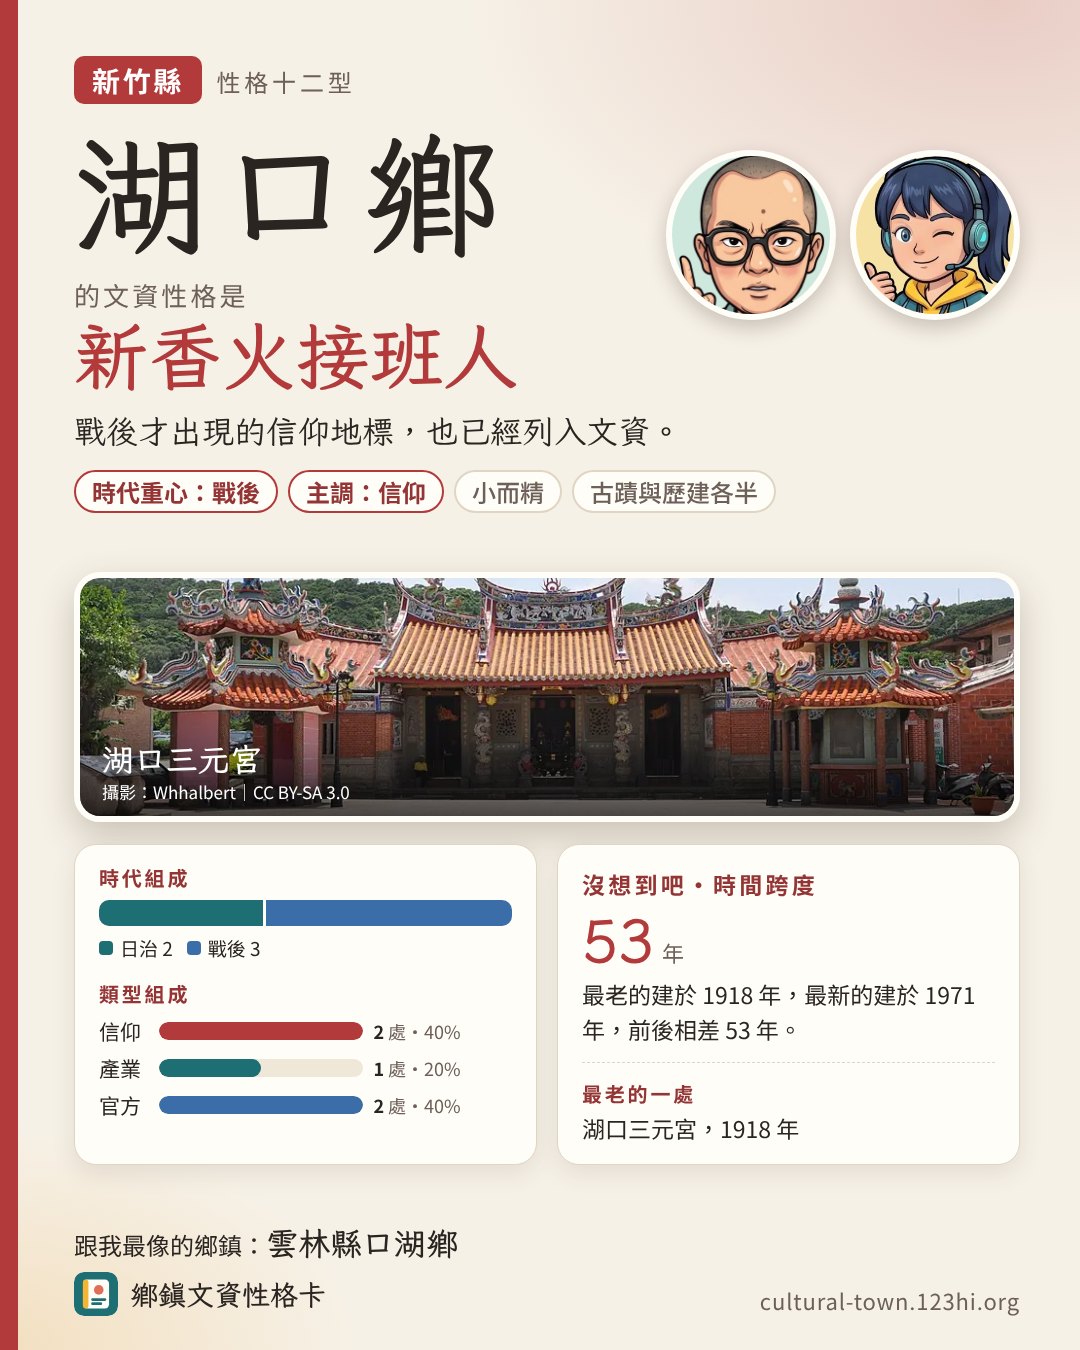 新竹縣 性格十二型
湖口鄉
的文資性格是
新香火接班人
戰後才出現的信仰地標，也已經列入文資。
時代重心：戰後 主調：信仰 小而精 古蹟與歷建各半
湖口三元宮
攝影：Whhalbert｜CC BY-SA 3.0
時代組成
日治 2 戰後 3
類型組成
信仰 2 處・40%
產業 1 處・20%
官方 2 處・40%
沒想到吧・時間跨度
53 年
最老的建於 1918 年，最新的建於 1971
年，前後相差 53 年。
最老的一處
湖口三元宮，1918 年
跟我最像的鄉鎮：雲林縣口湖鄉
鄉鎮文資性格卡
cultural-town.123hi.org